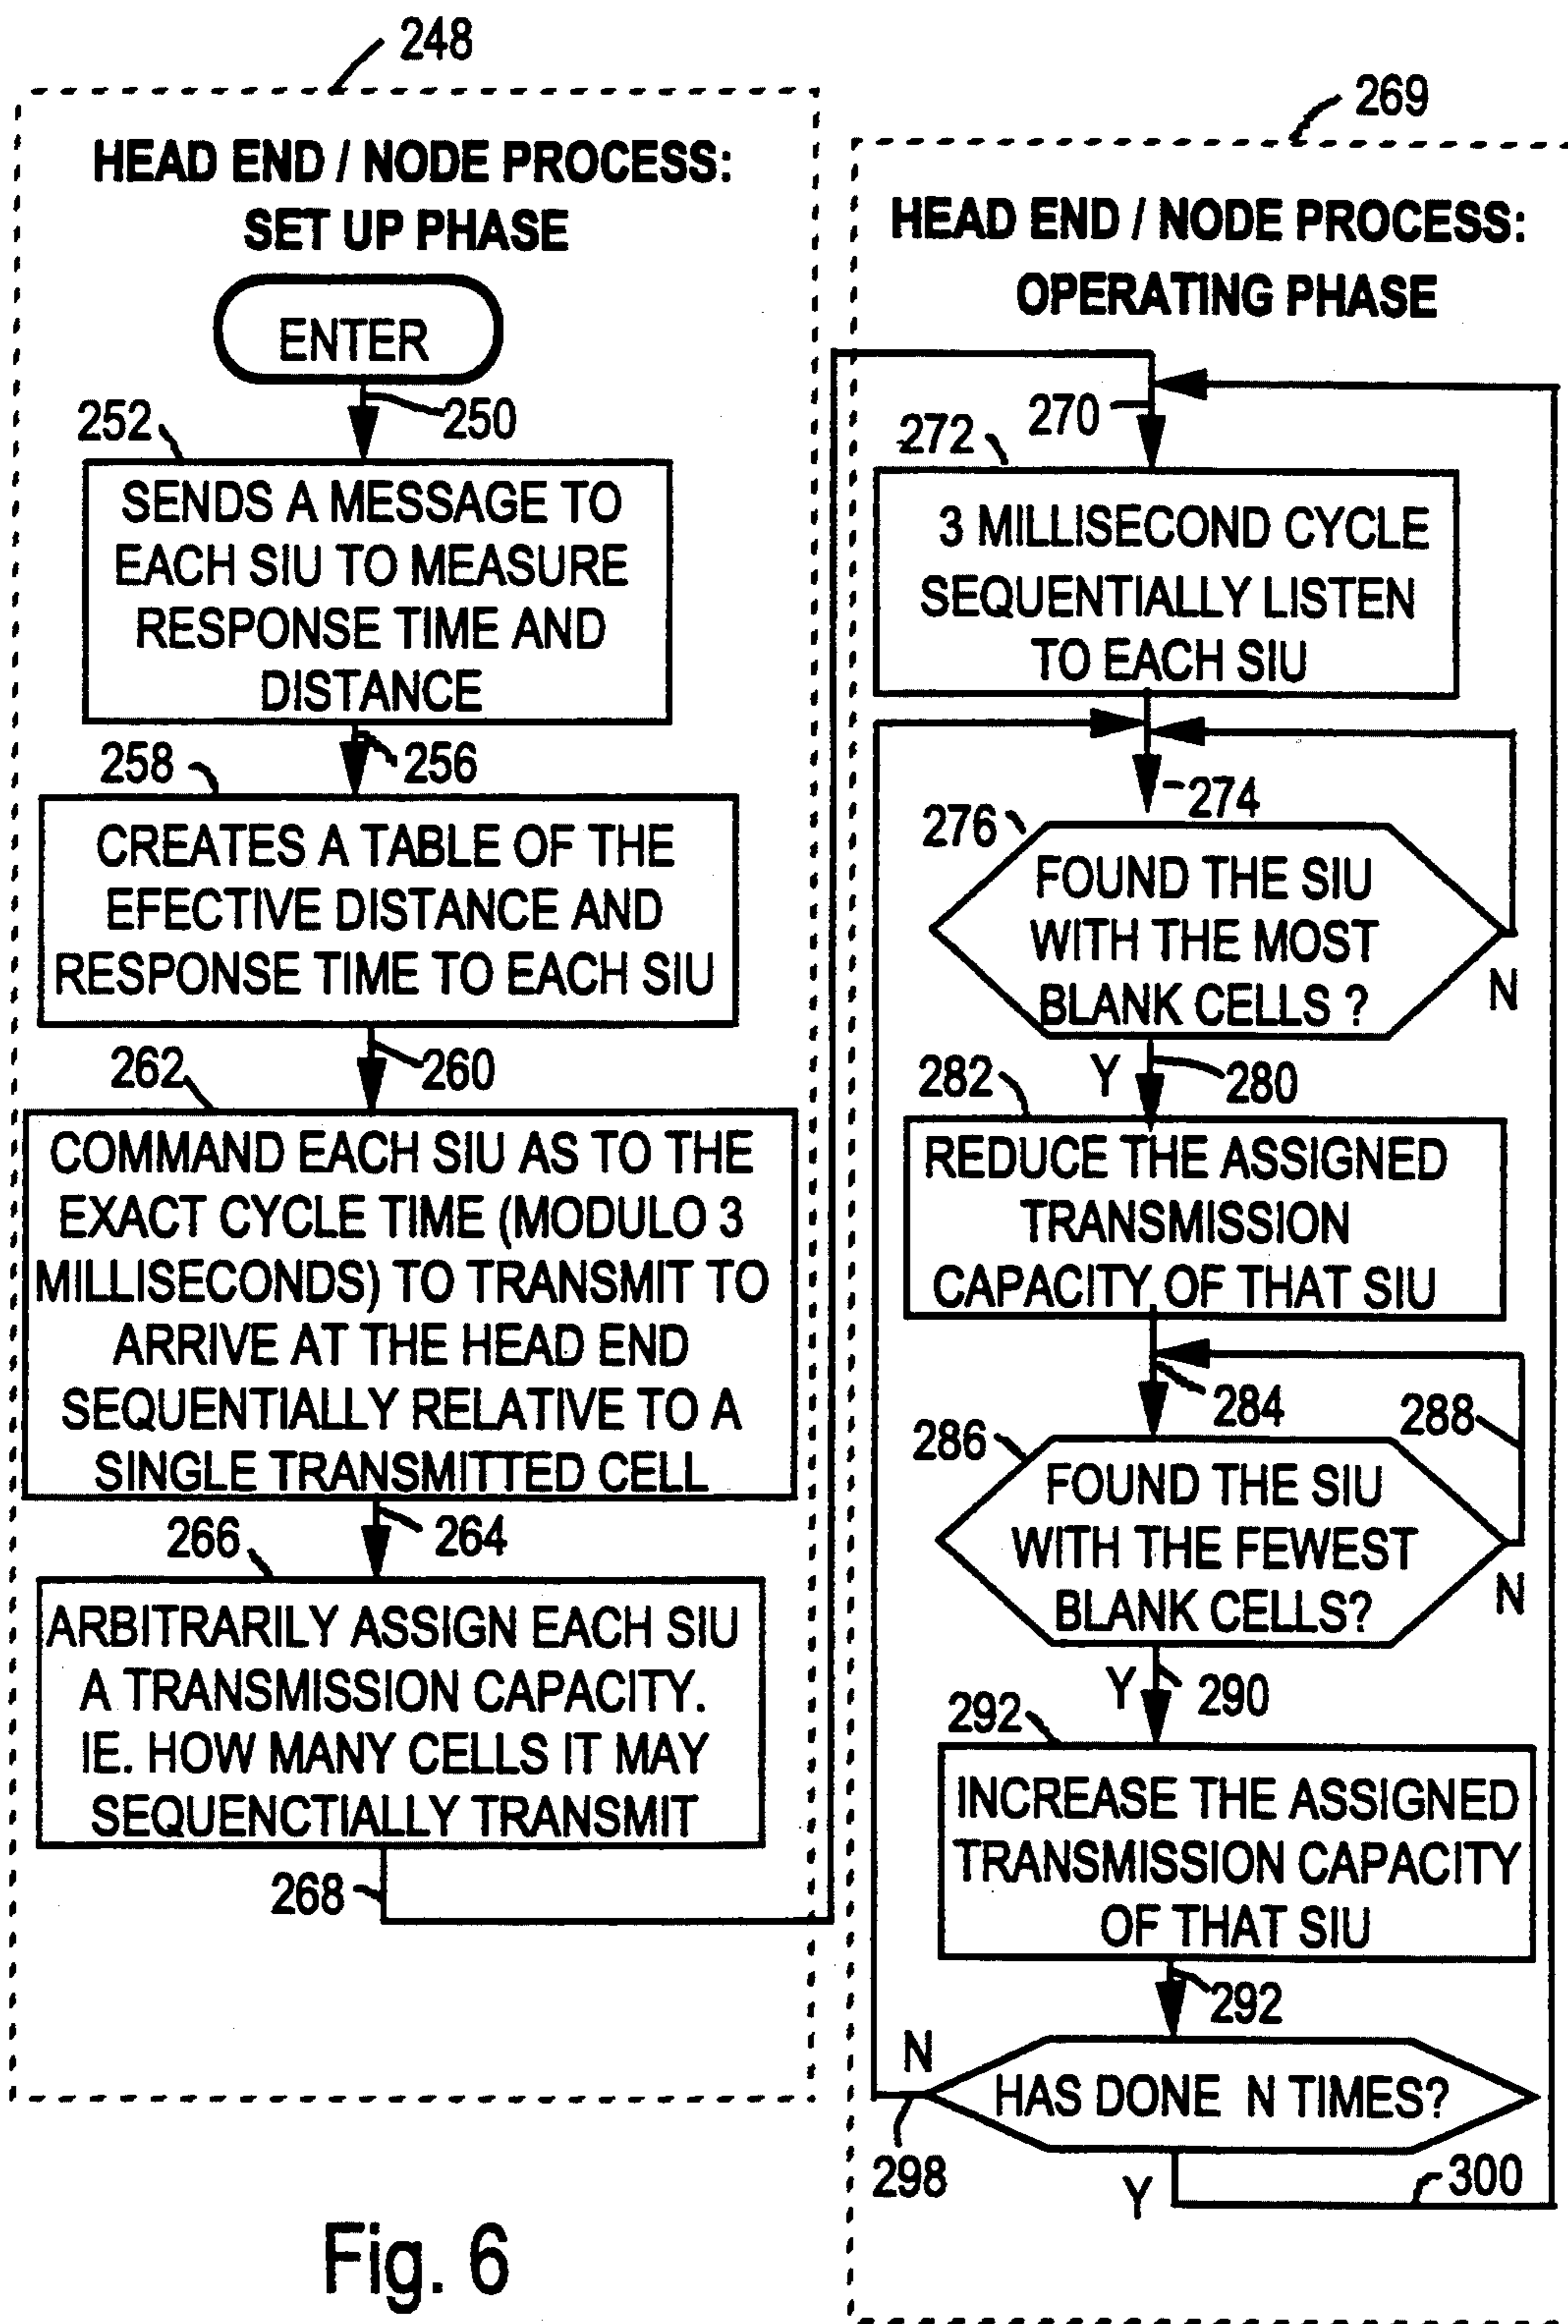 248
HEAD END / NODE PROCESS:
SET UP PHASE
ENTER
250
252
SENDS A MESSAGE TO
EACH SIU TO MEASURE
RESPONSE TIME AND
DISTANCE
256
258
CREATES A TABLE OF THE
EFECTIVE DISTANCE AND
RESPONSE TIME TO EACH SIU
260
262
COMMAND EACH SIU AS TO THE
EXACT CYCLE TIME (MODULO 3
MILLISECONDS) TO TRANSMIT TO
ARRIVE AT THE HEAD END
SEQUENTIALLY RELATIVE TO A
SINGLE TRANSMITTED CELL
264
266
ARBITRARILY ASSIGN EACH SIU
A TRANSMISSION CAPACITY.
IE. HOW MANY CELLS IT MAY
SEQUENCTIALLY TRANSMIT
268
269
HEAD END / NODE PROCESS:
OPERATING PHASE
270
272
3 MILLISECOND CYCLE
SEQUENTIALLY LISTEN
TO EACH SIU
274
276
FOUND THE SIU
WITH THE MOST
BLANK CELLS ?
N
Y
280
282
REDUCE THE ASSIGNED
TRANSMISSION
CAPACITY OF THAT SIU
284
288
286
FOUND THE SIU
WITH THE FEWEST
BLANK CELLS?
N
Y
290
292
INCREASE THE ASSIGNED
TRANSMISSION CAPACITY
OF THAT SIU
292
N
HAS DONE N TIMES?
298
Y
300
Fig. 6